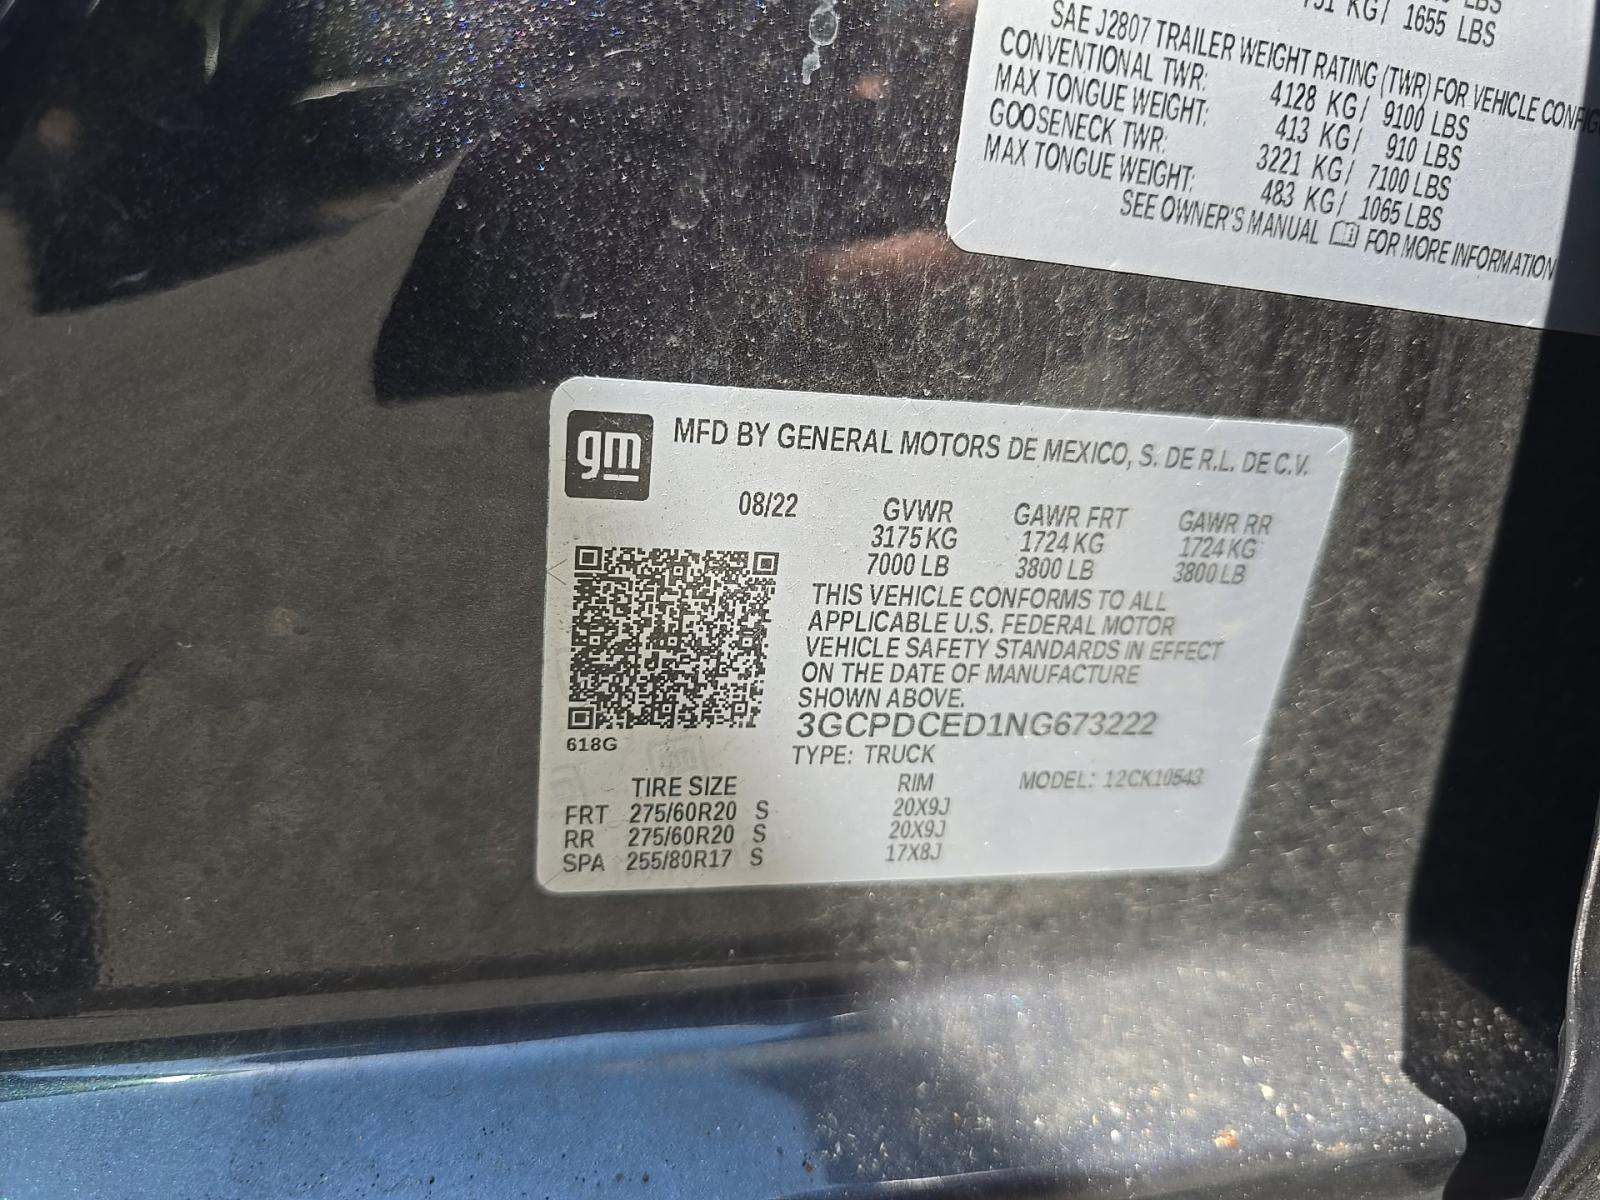 LBS
KG/ 1655 LBS
SAE J2807 TRAILER WEIGHT RATING (TWR) FOR VEHICLE
CONVENTIONAL TWR: 4128 KG/ 9100 LBS
MAX TONGUE WEIGHT: 413 KG/ 910 LBS
GOOSENECK TWR: 3221 KG/ 7100 LBS
MAX TONGUE WEIGHT: 483 KG/ 1065 LBS
SEE OWNER'S MANUAL FOR MORE INFORMATION
gm
MFD BY GENERAL MOTORS DE MEXICO, S. DE R.L. DE C.V.
08/22 GVWR GAWR FRT GAWR RR
3175 KG 1724 KG 1724 KG
7000 LB 3800 LB 3800 LB
THIS VEHICLE CONFORMS TO ALL
APPLICABLE U.S. FEDERAL MOTOR
VEHICLE SAFETY STANDARDS IN EFFECT
ON THE DATE OF MANUFACTURE
SHOWN ABOVE.
3GCPDCED1NG673222
618G
TYPE: TRUCK
TIRE SIZE RIM MODEL: 12CK10543
FRT 275/60R20 S 20X9J
RR 275/60R20 S 20X9J
SPA 255/80R17 S 17X8J